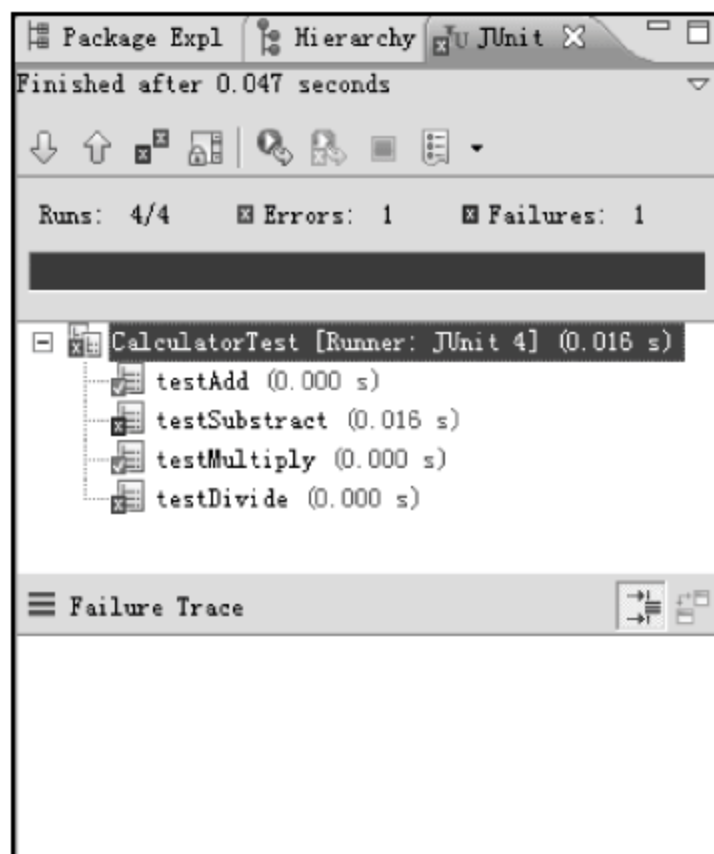 Package Expl Hierarchy JUnit
Finished after 0.047 seconds
Runs: 4/4 Errors: 1 Failures: 1
CalculatorTest [Runner: JUnit 4] (0.016 s)
testAdd (0.000 s)
testSubstract (0.016 s)
testMultiply (0.000 s)
testDivide (0.000 s)
Failure Trace